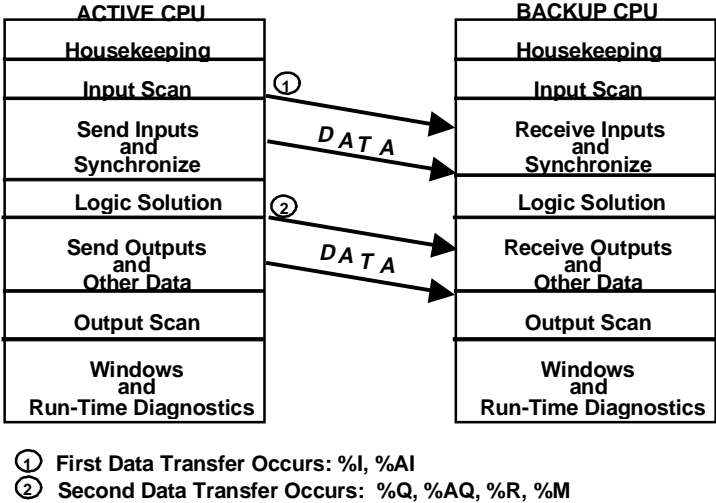 ACTIVE CPU
Housekeeping
Input Scan
Send Inputs
and
Synchronize
Logic Solution
Send Outputs
and
Other Data
Output Scan
Windows
and
Run-Time Diagnostics
1
DATA
2
DATA
BACKUP CPU
Housekeeping
Input Scan
Receive Inputs
and
Synchronize
Logic Solution
Receive Outputs
and
Other Data
Output Scan
Windows
and
Run-Time Diagnostics
1 First Data Transfer Occurs: %I, %AI
2 Second Data Transfer Occurs: %Q, %AQ, %R, %M